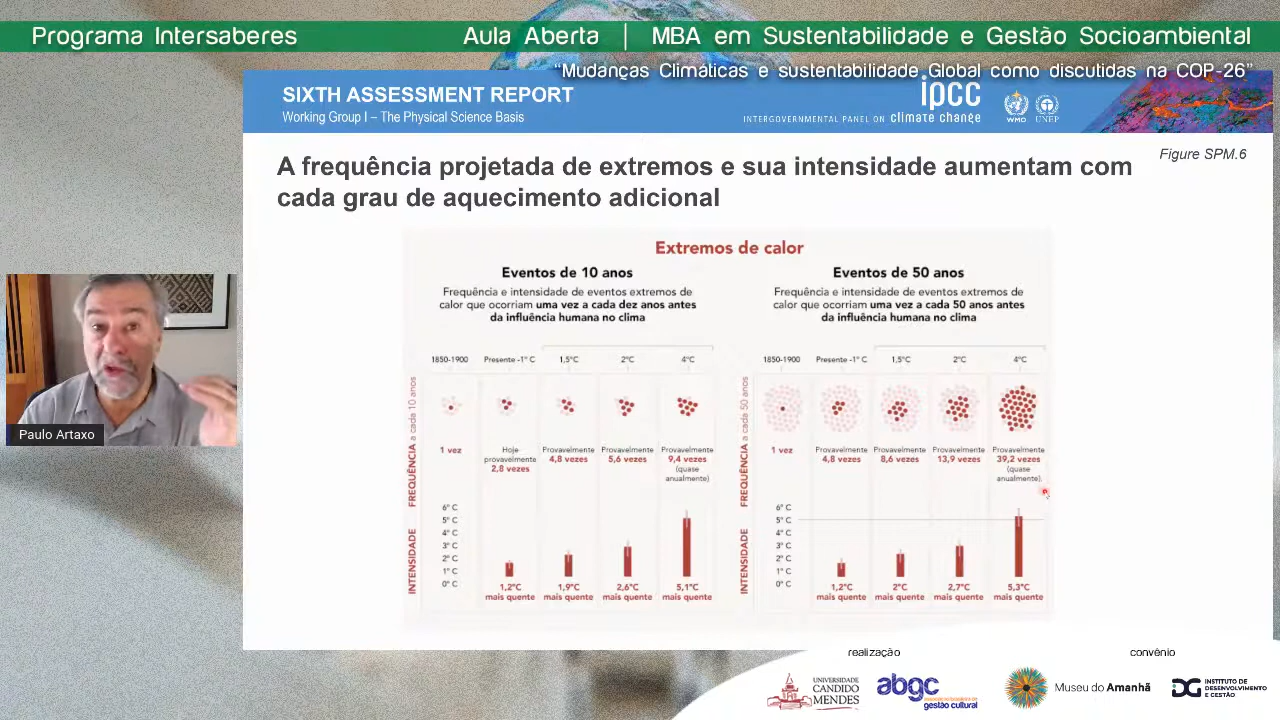 Programa Intersaberes
Aula Aberta | MBA em Sustentabilidade e Gestão Socioambiental
“Mudanças Climáticas e sustentabilidade Global como discutidas na COP-26”
SIXTH ASSESSMENT REPORT
Working Group I – The Physical Science Basis
ipcc
INTERGOVERNMENTAL PANEL ON climate change
WMO
UNEP
Figure SPM.6
A frequência projetada de extremos e sua intensidade aumentam com
cada grau de aquecimento adicional
Extremos de calor
Eventos de 10 anos
Frequência e intensidade de eventos extremos de
calor que ocorriam uma vez a cada dez anos antes
da influência humana no clima
1850-1900 Presente -1° C 1,5°C 2°C 4°C
FREQUÊNCIA a cada 10 anos
1 vez
Hoje
provavelmente
2,8 vezes
Provavelmente
4,8 vezes
Provavelmente
5,6 vezes
Provavelmente
9,4 vezes
(quase
anualmente)
INTENSIDADE
6° C
5° C
4° C
3° C
2° C
1° C
0° C
1,2°C
mais quente
1,9°C
mais quente
2,6°C
mais quente
5,1°C
mais quente
Eventos de 50 anos
Frequência e intensidade de eventos extremos de
calor que ocorriam uma vez a cada 50 anos antes
da influência humana no clima
1850-1900 Presente -1° C 1,5°C 2°C 4°C
FREQUÊNCIA a cada 50 anos
1 vez
Provavelmente
4,8 vezes
Provavelmente
8,6 vezes
Provavelmente
13,9 vezes
Provavelmente
39,2 vezes
(quase
anualmente).
INTENSIDADE
6° C
5° C
4° C
3° C
2° C
1° C
0° C
1,2°C
mais quente
2°C
mais quente
2,7°C
mais quente
5,3°C
mais quente
Paulo Artaxo
realização
convênio
UNIVERSIDADE
CANDIDO
MENDES
abgc
gestão cultural
Museu do Amanhã
IDG
INSTITUTO DE
DESENVOLVIMENTO
E GESTÃO